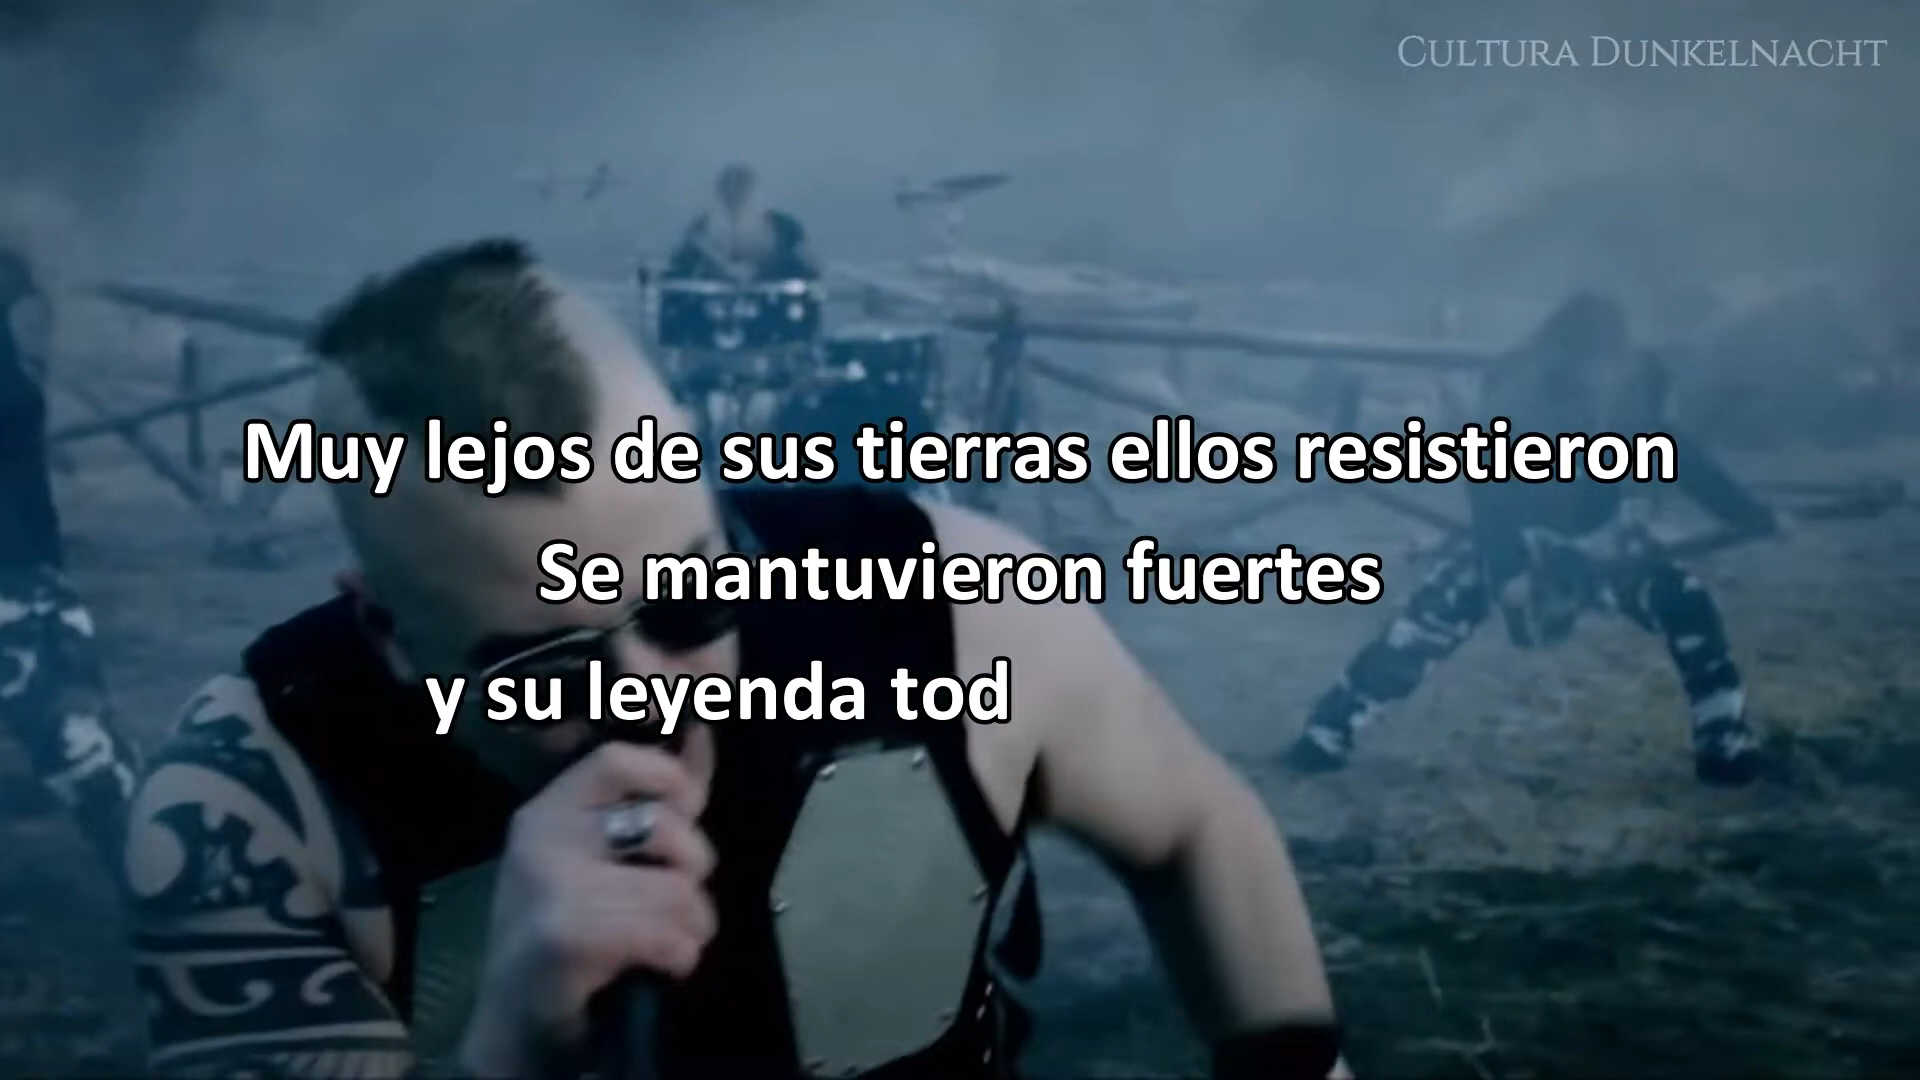 Cultura Dunkelnacht
Muy lejos de sus tierras ellos resistieron
Se mantuvieron fuertes
y su leyenda tod